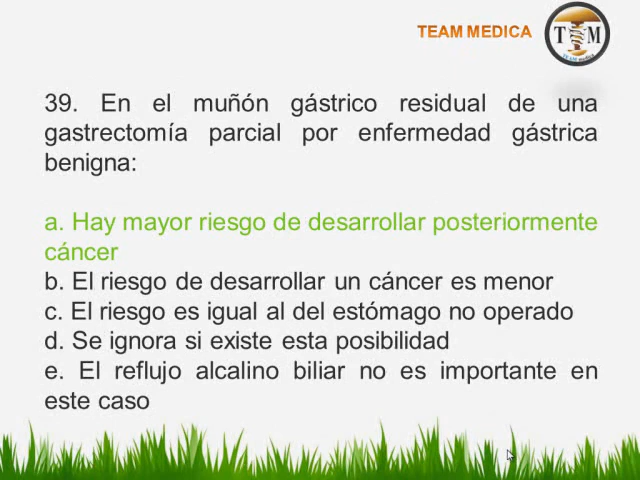 TEAM MEDICA
T M
TEAM medica
39. En el muñón gástrico residual de una
gastrectomía parcial por enfermedad gástrica
benigna:
a. Hay mayor riesgo de desarrollar posteriormente
cáncer
b. El riesgo de desarrollar un cáncer es menor
c. El riesgo es igual al del estómago no operado
d. Se ignora si existe esta posibilidad
e. El reflujo alcalino biliar no es importante en
este caso